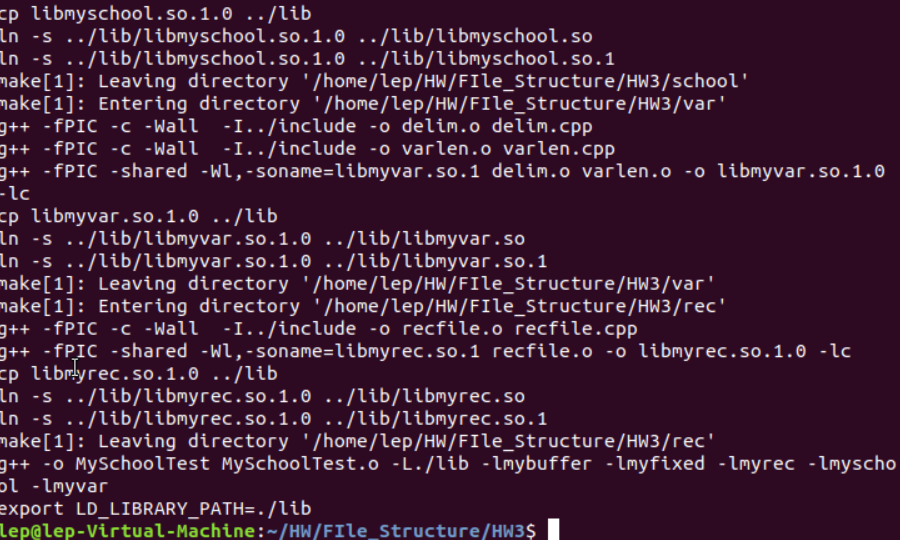 cp libmyschool.so.1.0 ../lib
ln -s ../lib/libmyschool.so.1.0 ../lib/libmyschool.so
ln -s ../lib/libmyschool.so.1.0 ../lib/libmyschool.so.1
make[1]: Leaving directory '/home/lep/HW/FIle_Structure/HW3/school'
make[1]: Entering directory '/home/lep/HW/FIle_Structure/HW3/var'
g++ -fPIC -c -Wall  -I../include -o delim.o delim.cpp
g++ -fPIC -c -Wall  -I../include -o varlen.o varlen.cpp
g++ -fPIC -shared -Wl,-soname=libmyvar.so.1 delim.o varlen.o -o libmyvar.so.1.0
-lc
cp libmyvar.so.1.0 ../lib
ln -s ../lib/libmyvar.so.1.0 ../lib/libmyvar.so
ln -s ../lib/libmyvar.so.1.0 ../lib/libmyvar.so.1
make[1]: Leaving directory '/home/lep/HW/FIle_Structure/HW3/var'
make[1]: Entering directory '/home/lep/HW/FIle_Structure/HW3/rec'
g++ -fPIC -c -Wall  -I../include -o recfile.o recfile.cpp
g++ -fPIC -shared -Wl,-soname=libmyrec.so.1 recfile.o -o libmyrec.so.1.0 -lc
cp libmyrec.so.1.0 ../lib
ln -s ../lib/libmyrec.so.1.0 ../lib/libmyrec.so
ln -s ../lib/libmyrec.so.1.0 ../lib/libmyrec.so.1
make[1]: Leaving directory '/home/lep/HW/FIle_Structure/HW3/rec'
g++ -o MySchoolTest MySchoolTest.o -L./lib -lmybuffer -lmyfixed -lmyrec -lmyscho
ol -lmyvar
export LD_LIBRARY_PATH=./lib
lep@lep-Virtual-Machine:~/HW/FIle_Structure/HW3$